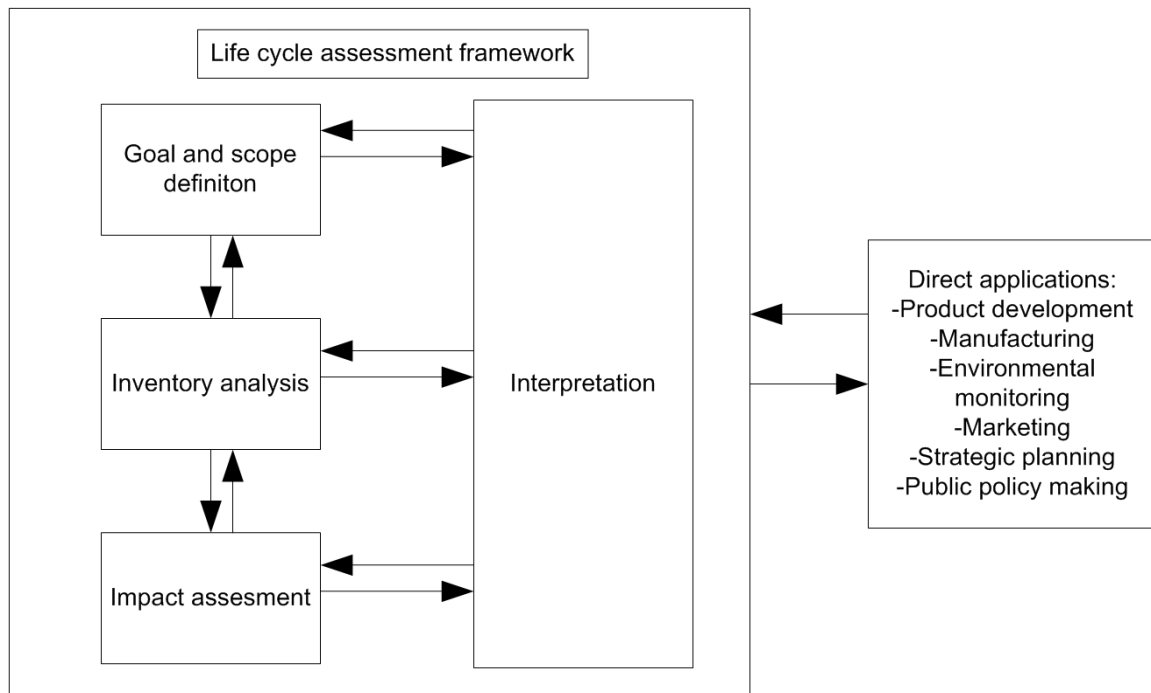 Life cycle assessment framework
Goal and scope
definiton
Inventory analysis
Impact assesment
Interpretation
Direct applications:
-Product development
-Manufacturing
-Environmental
monitoring
-Marketing
-Strategic planning
-Public policy making